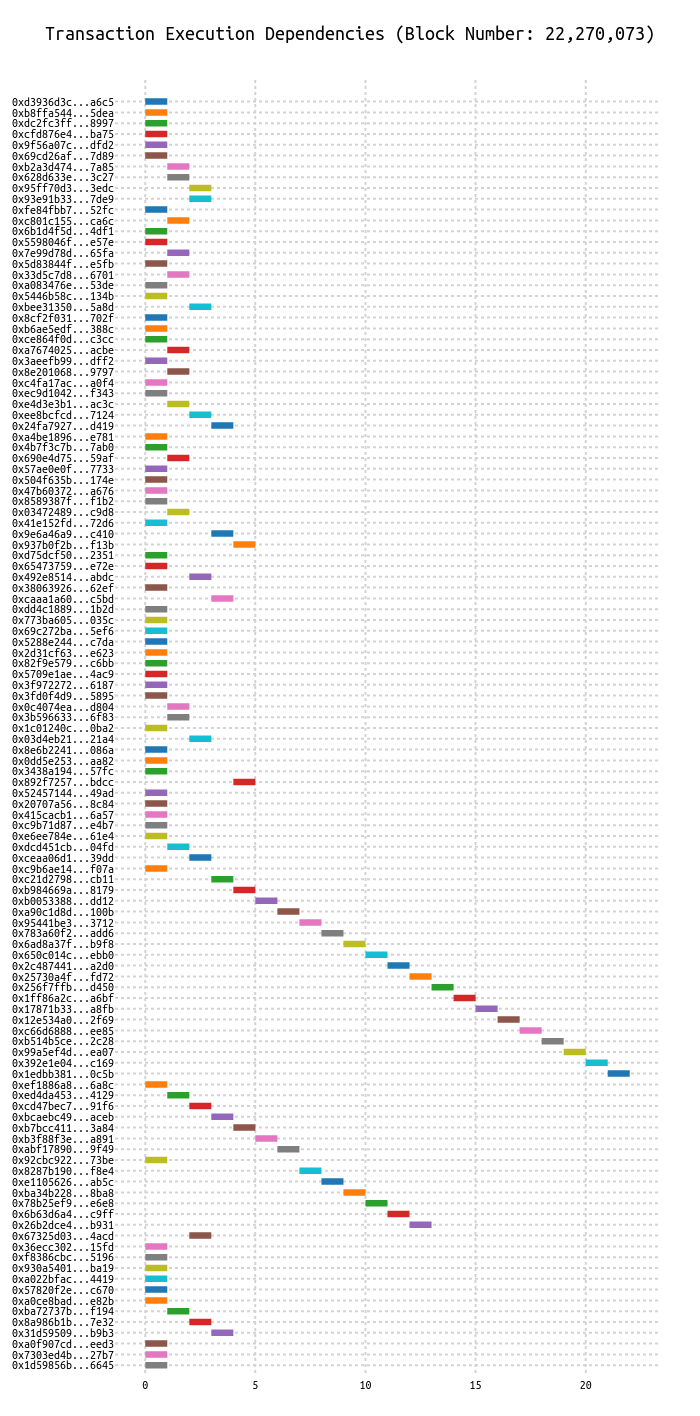 Transaction Execution Dependencies (Block Number: 22,270,073)
0xd3936d3c...a6c5
0xb8ffa544...5dea
0xdc2fc3ff...8997
0xcfd876e4...ba75
0x9f56a07c...dfd2
0x69cd26af...7d89
0xb2a3d474...7a85
0x628d633e...3c27
0x95ff70d3...3edc
0x93e91b33...7de9
0xfe84fbb7...52fc
0xc801c155...ca6c
0x6b1d4f5d...4df1
0x5598046f...e57e
0x7e99d78d...65fa
0x5d83844f...e5fb
0x33d5c7d8...6701
0xa083476e...53de
0x5446b58c...134b
0xbee31350...5a8d
0x8cf2f031...702f
0xb6ae5edf...388c
0xce864f0d...c3cc
0xa7674025...acbe
0x3aeefb99...dff2
0x8e201068...9797
0xc4fa17ac...a0f4
0xec9d1042...f343
0xe4d3e3b1...ac3c
0xee8bcfcd...7124
0x24fa7927...d419
0xa4be1896...e781
0x4b7f3c7b...7ab0
0x690e4d75...59af
0x57ae0e0f...7733
0x504f635b...174e
0x47b60372...a676
0x8589387f...f1b2
0x03472489...c9d8
0x41e152fd...72d6
0x9e6a46a9...c410
0x937b0f2b...f13b
0xd75dcf50...2351
0x65473759...e72e
0x492e8514...abdc
0x38063926...62ef
0xcaaa1a60...c5bd
0xdd4c1889...1b2d
0x773ba605...035c
0x69c272ba...5ef6
0x5288e244...c7da
0x2d31cf63...e623
0x82f9e579...c6bb
0x5709e1ae...4ac9
0x3f972272...6187
0x3fd0f4d9...5895
0x0c4074ea...d804
0x3b596633...6f83
0x1c01240c...0ba2
0x03d4eb21...21a4
0x8e6b2241...086a
0x0dd5e253...aa82
0x3438a194...57fc
0x892f7257...bdcc
0x52457144...49ad
0x20707a56...8c84
0x415cacb1...6a57
0xc9b71d87...e4b7
0xe6ee784e...61e4
0xdcd451cb...04fd
0xceaa06d1...39dd
0xc9b6ae14...f07a
0xc21d2798...cb11
0xb984669a...8179
0xb0053388...dd12
0xa90c1d8d...100b
0x95441be3...3712
0x783a60f2...add6
0x6ad8a37f...b9f8
0x650c014c...ebb0
0x2c487441...a2d0
0x25730a4f...fd72
0x256f7ffb...d450
0x1ff86a2c...a6bf
0x17871b33...a8fb
0x12e534a0...2f69
0xc66d6888...ee85
0xb514b5ce...2c28
0x99a5ef4d...ea07
0x392e1e04...c169
0x1edbb381...0c5b
0xef1886a8...6a8c
0xed4da453...4129
0xcd47bec7...91f6
0xbcaebc49...aceb
0xb7bcc411...3a84
0xb3f88f3e...a891
0xabf17890...9f49
0x92cbc922...73be
0x8287b190...f8e4
0xe1105626...ab5c
0xba34b228...8ba8
0x78b25ef9...e6e8
0x6b63d6a4...c9ff
0x26b2dce4...b931
0x67325d03...4acd
0x36ecc302...15fd
0xf8386cbc...5196
0x930a5401...ba19
0xa022bfac...4419
0x57820f2e...c670
0xa0ce8bad...e82b
0xba72737b...f194
0x8a986b1b...7e32
0x31d59509...b9b3
0xa0f907cd...eed3
0x7303ed4b...27b7
0x1d59856b...6645
0 5 10 15 20